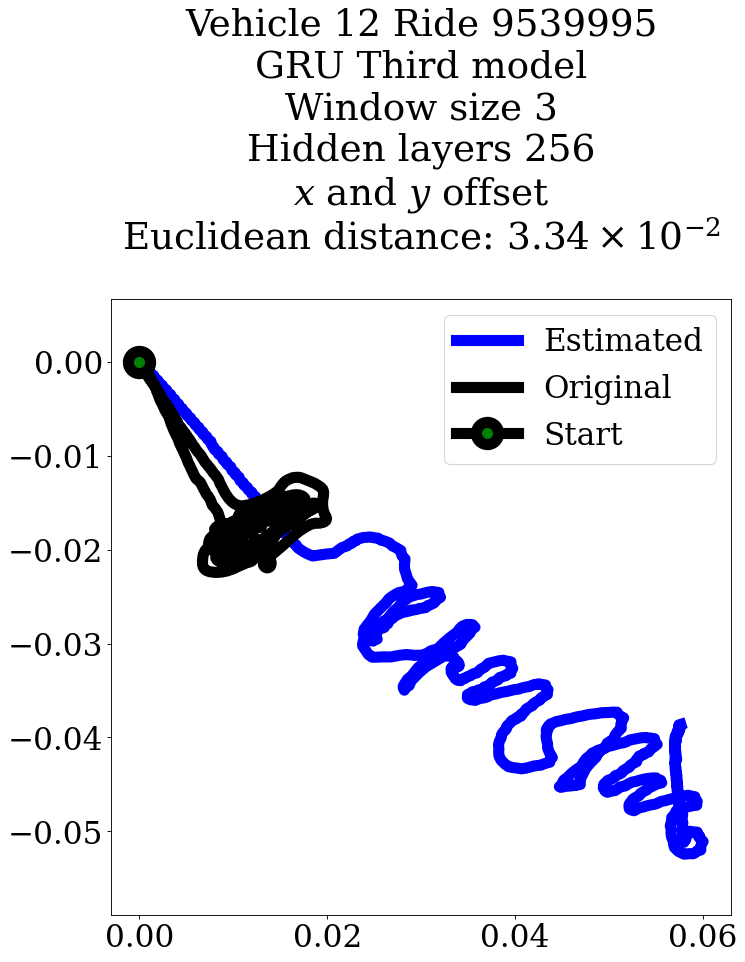 Vehicle 12 Ride 9539995
GRU Third model
Window size 3
Hidden layers 256
x and y offset
Euclidean distance: 3.34 × 10⁻²
Estimated
Original
Start
0.00
−0.01
−0.02
−0.03
−0.04
−0.05
0.00 0.02 0.04 0.06